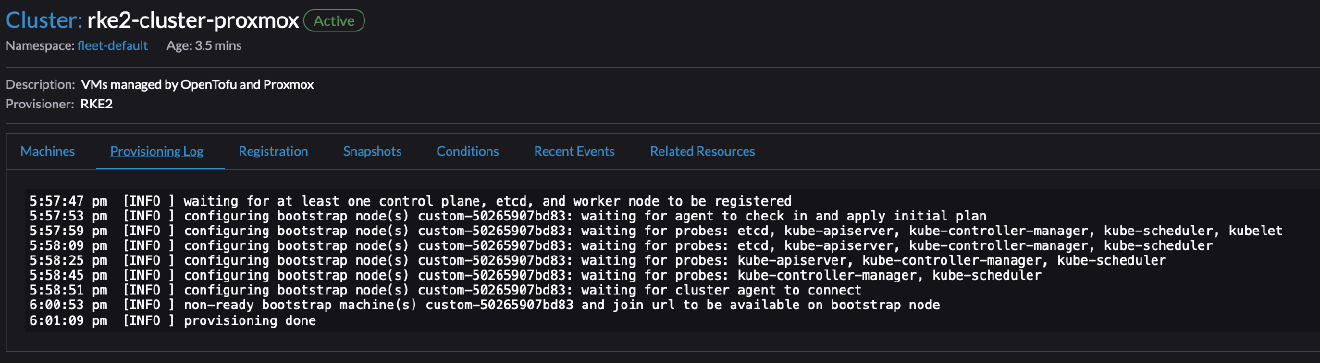 Cluster: rke2-cluster-proxmox Active
Namespace: fleet-default Age: 3.5 mins
Description: VMs managed by OpenTofu and Proxmox
Provisioner: RKE2
Machines Provisioning Log Registration Snapshots Conditions Recent Events Related Resources
5:57:47 pm [INFO ] waiting for at least one control plane, etcd, and worker node to be registered
5:57:53 pm [INFO ] configuring bootstrap node(s) custom-50265907bd83: waiting for agent to check in and apply initial plan
5:57:59 pm [INFO ] configuring bootstrap node(s) custom-50265907bd83: waiting for probes: etcd, kube-apiserver, kube-controller-manager, kube-scheduler, kubelet
5:58:09 pm [INFO ] configuring bootstrap node(s) custom-50265907bd83: waiting for probes: etcd, kube-apiserver, kube-controller-manager, kube-scheduler
5:58:25 pm [INFO ] configuring bootstrap node(s) custom-50265907bd83: waiting for probes: kube-apiserver, kube-controller-manager, kube-scheduler
5:58:45 pm [INFO ] configuring bootstrap node(s) custom-50265907bd83: waiting for probes: kube-controller-manager, kube-scheduler
5:58:51 pm [INFO ] configuring bootstrap node(s) custom-50265907bd83: waiting for cluster agent to connect
6:00:53 pm [INFO ] non-ready bootstrap machine(s) custom-50265907bd83 and join url to be available on bootstrap node
6:01:09 pm [INFO ] provisioning done